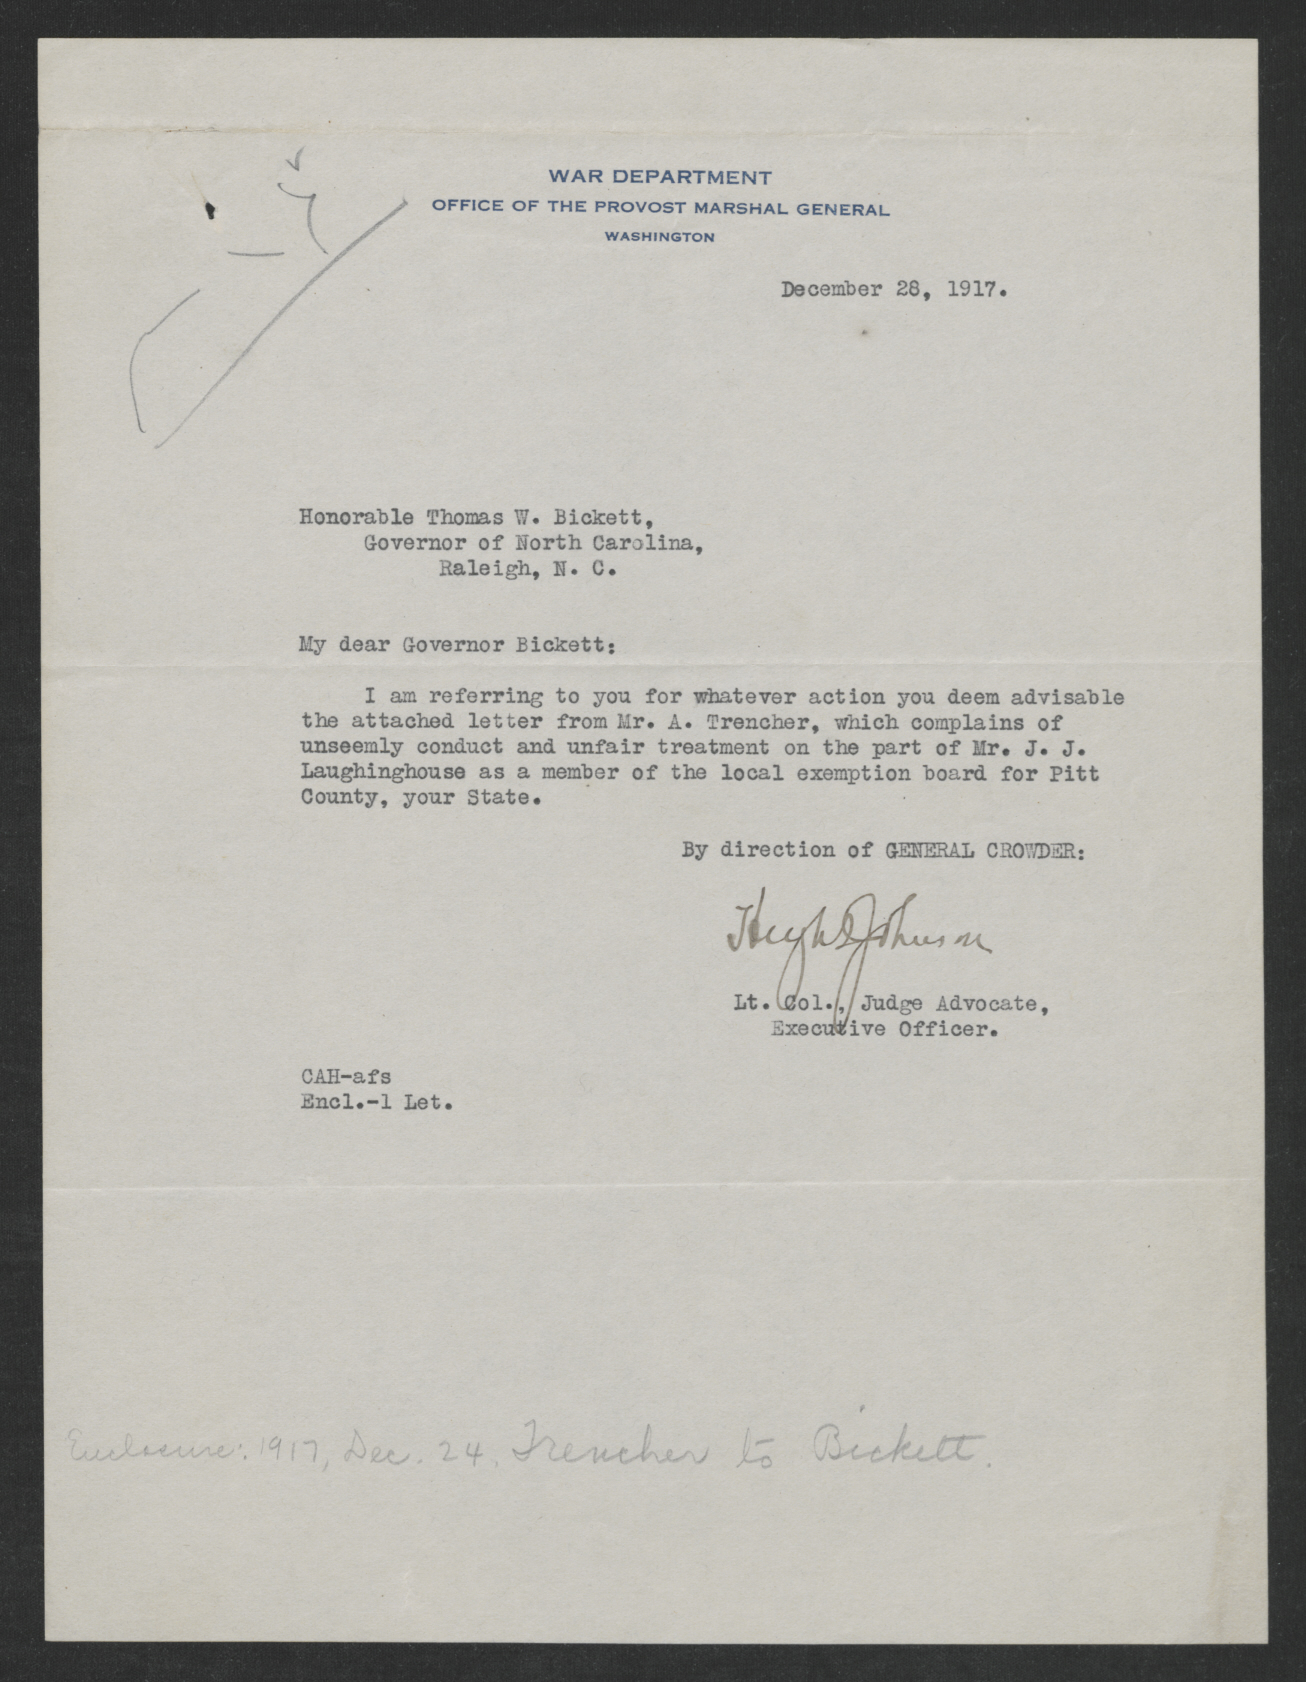 WAR DEPARTMENT
OFFICE OF THE PROVOST MARSHAL GENERAL
WASHINGTON
December 28, 1917.
Honorable Thomas W. Bickett,
Governor of North Carolina,
Raleigh, N. C.
My dear Governor Bickett:
I am referring to you for whatever action you deem advisable
the attached letter from Mr. A. Trencher, which complains of
unseemly conduct and unfair treatment on the part of Mr. J. J.
Laughinghouse as a member of the local exemption board for Pitt
County, your State.
By direction of GENERAL CROWDER:
Hugh S Johnson
Lt. Col., Judge Advocate,
Executive Officer.
CAH-afs
Encl.-1 Let.
Enclosure: 1917, Dec. 24. Trencher to Bickett.